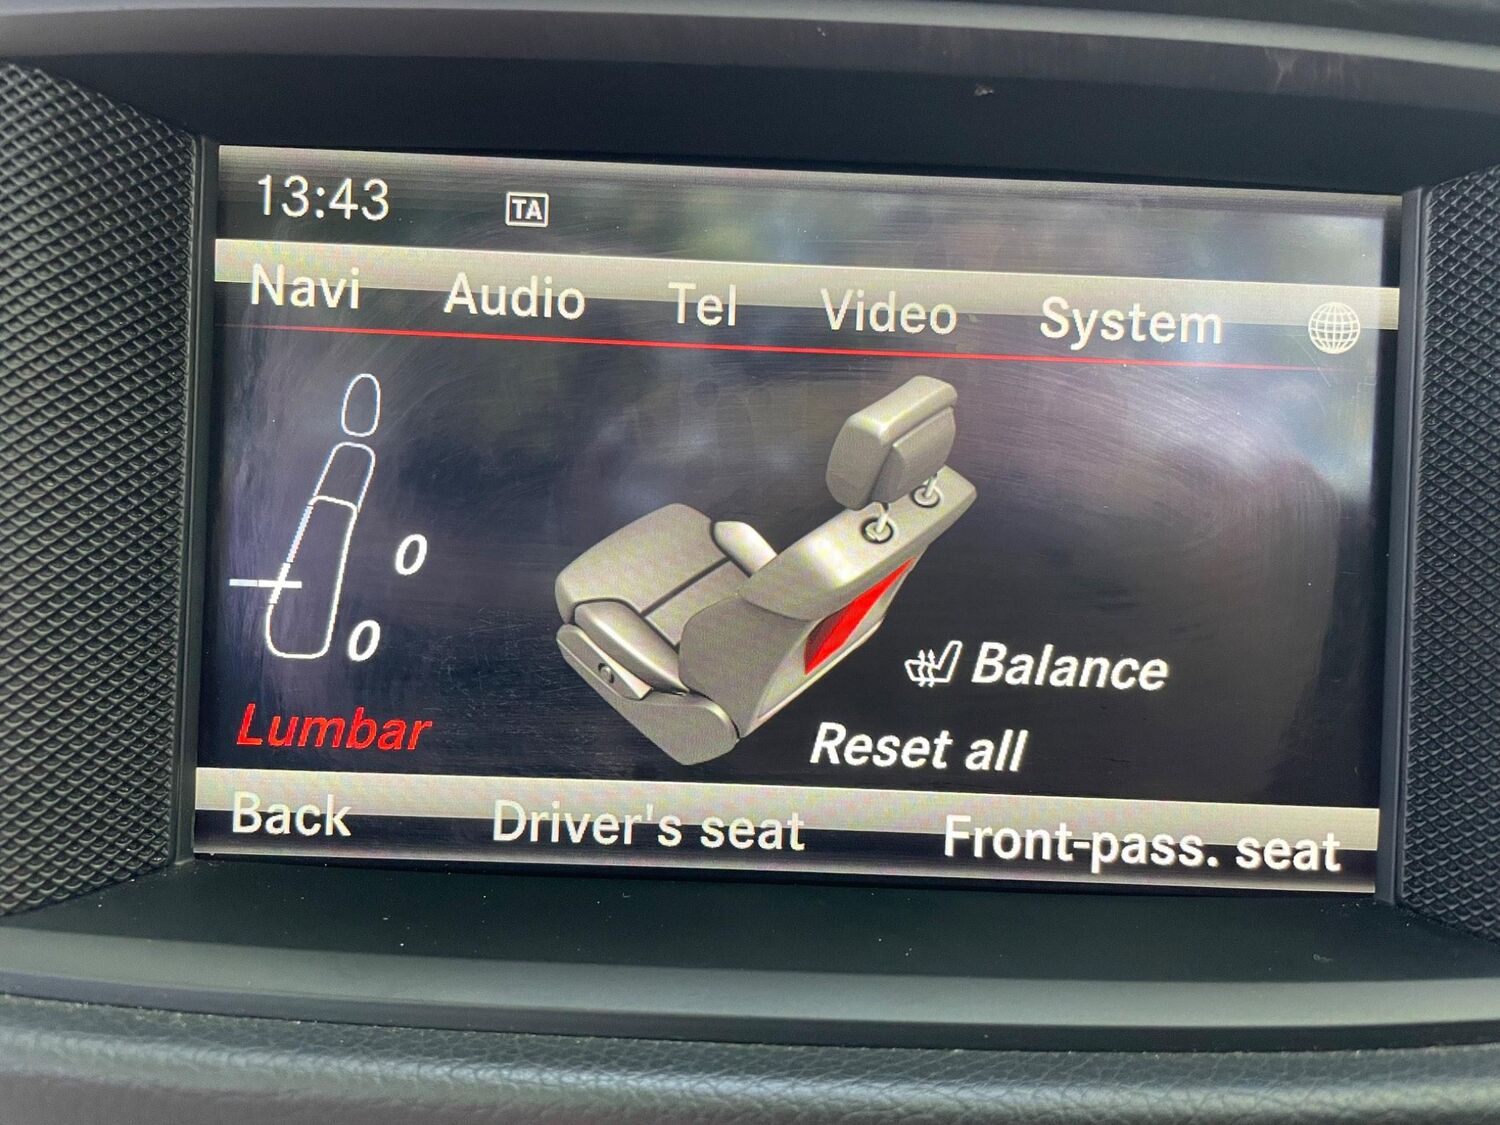 13:43 TA
Navi Audio Tel Video System
0
0
Balance
Lumbar
Reset all
Back Driver's seat Front-pass. seat